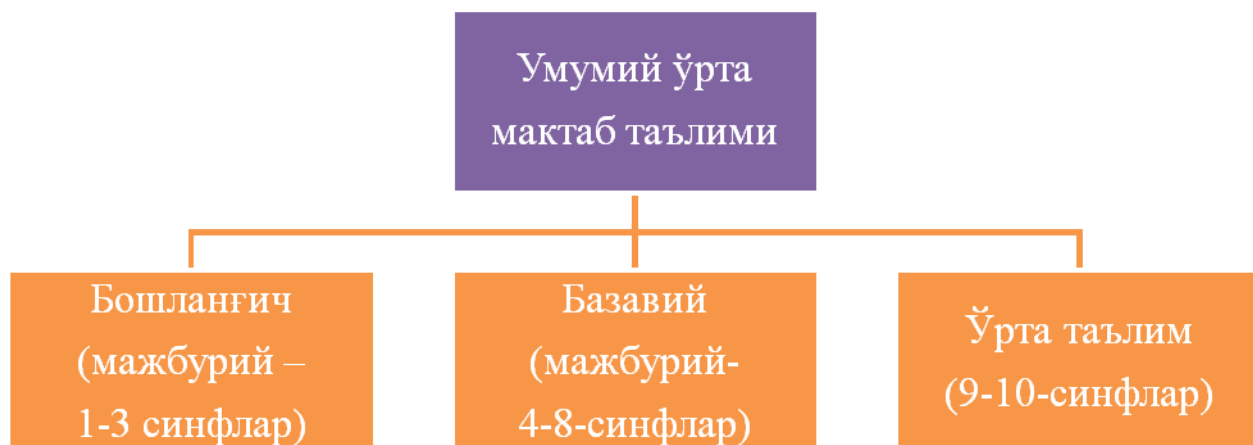 Умумий ўрта
мактаб таълими
Бошланғич
(мажбурий –
1-3 синфлар)
Базавий
(мажбурий-
4-8-синфлар)
Ўрта таълим
(9-10-синфлар)